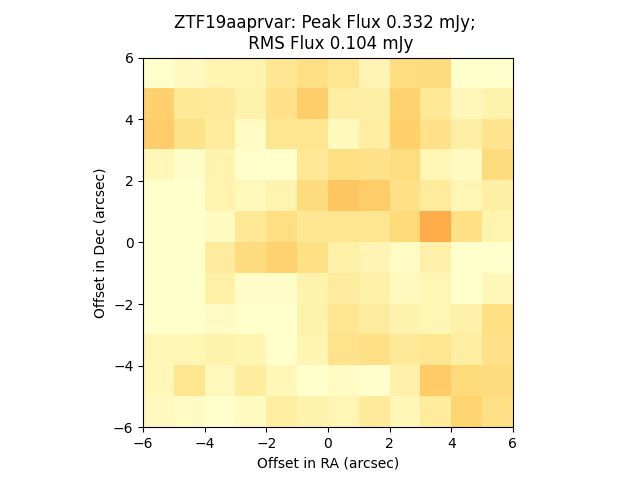 ZTF19aaprvar: Peak Flux 0.332 mJy;
RMS Flux 0.104 mJy
6
4
2
0
−2
−4
−6
Offset in Dec (arcsec)
−6 −4 −2 0 2 4 6
Offset in RA (arcsec)